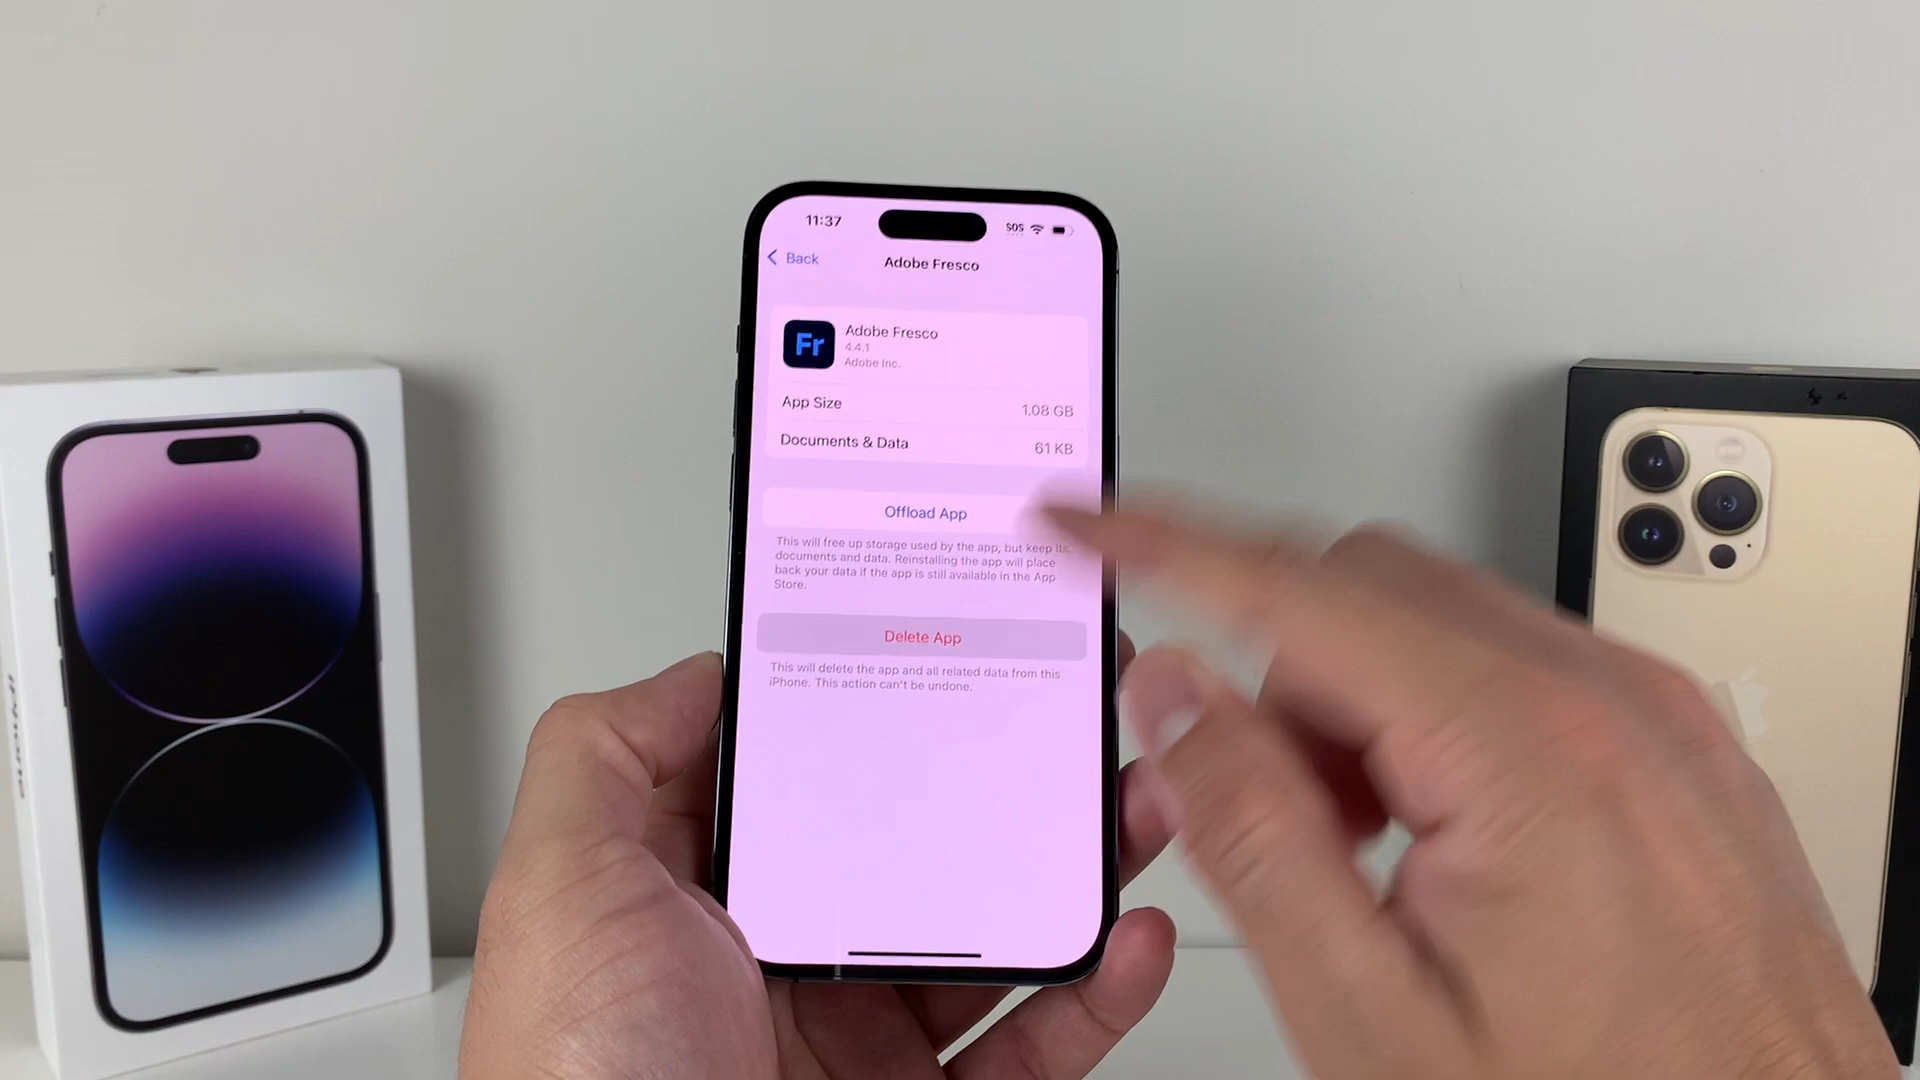 11:37
SOS
Back
Adobe Fresco
Fr
Adobe Fresco
4.4.1
Adobe Inc.
App Size
1.08 GB
Documents & Data
61 KB
Offload App
This will free up storage used by the app, but keep its
documents and data. Reinstalling the app will place
back your data if the app is still available in the App
Store.
Delete App
This will delete the app and all related data from this
iPhone. This action can't be undone.
iPhone